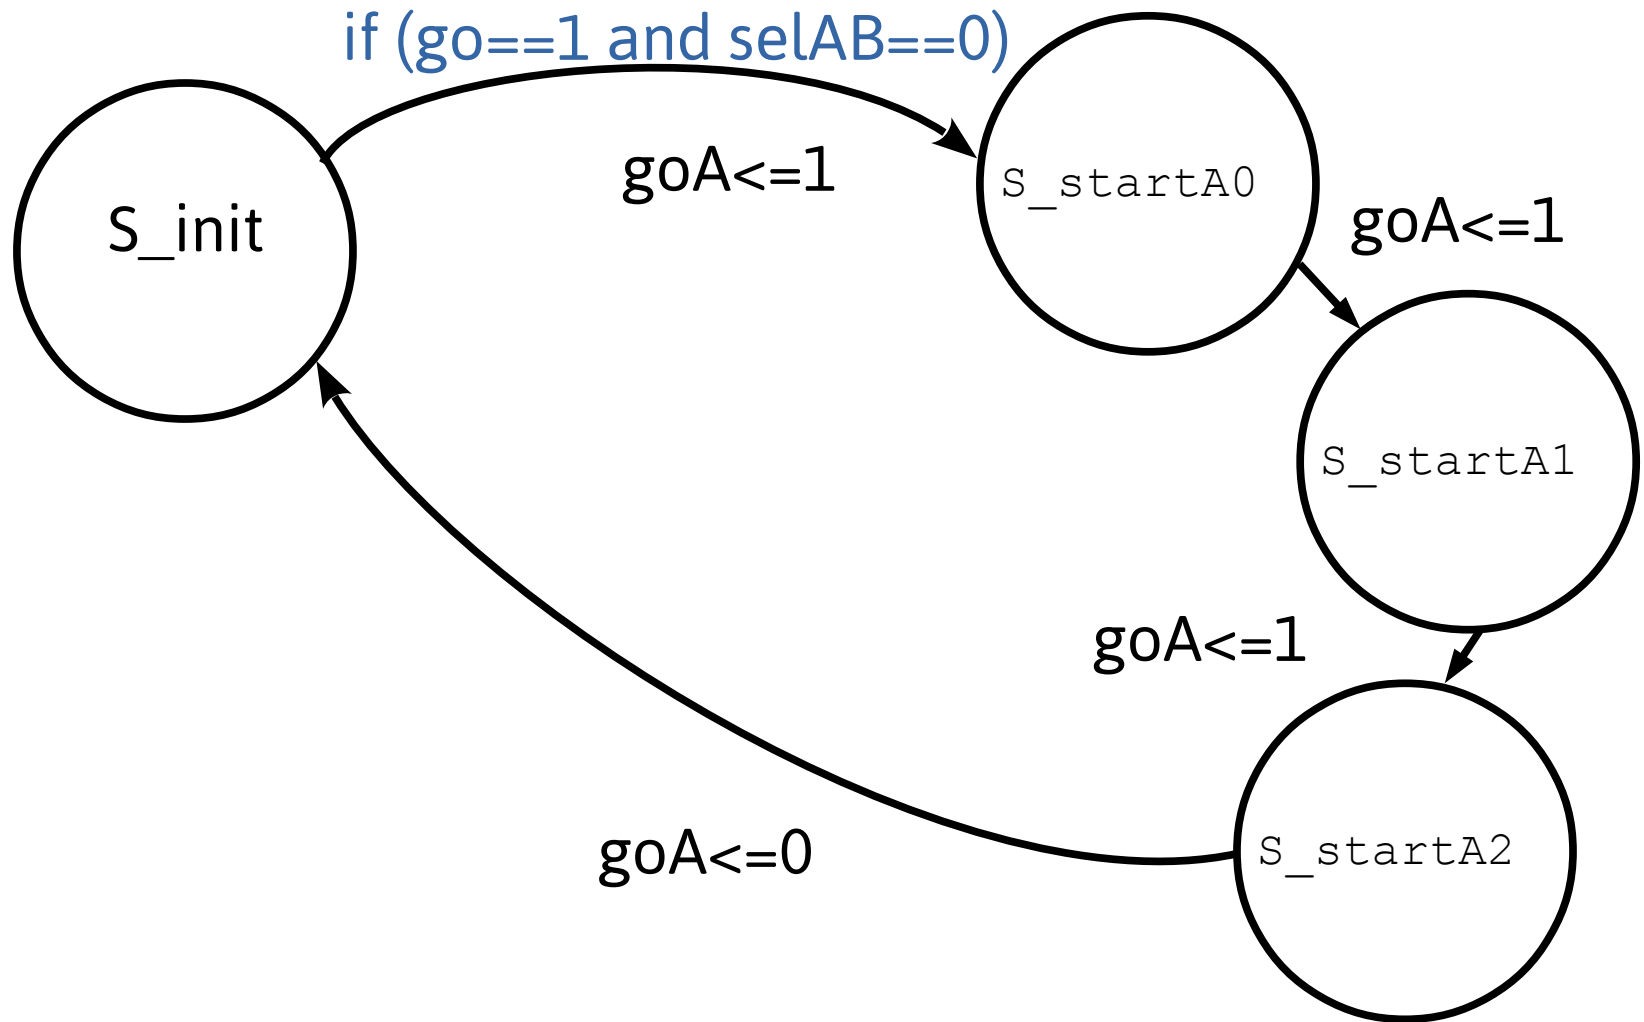 if (go==1 and selAB==0)
goA<=1
S_startA0
goA<=1
S_init
S_startA1
goA<=1
S_startA2
goA<=0